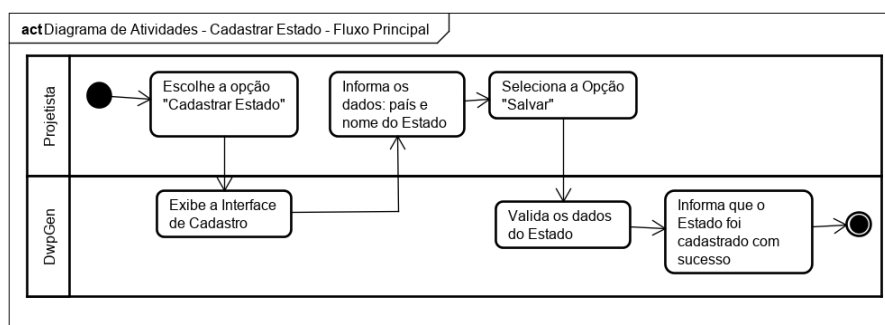 act Diagrama de Atividades - Cadastrar Estado - Fluxo Principal
Projetista
Escolhe a opção
"Cadastrar Estado"
Informa os
dados: país e
nome do Estado
Seleciona a Opção
"Salvar"
DwpGen
Exibe a Interface
de Cadastro
Valida os dados
do Estado
Informa que o
Estado foi
cadastrado com
sucesso